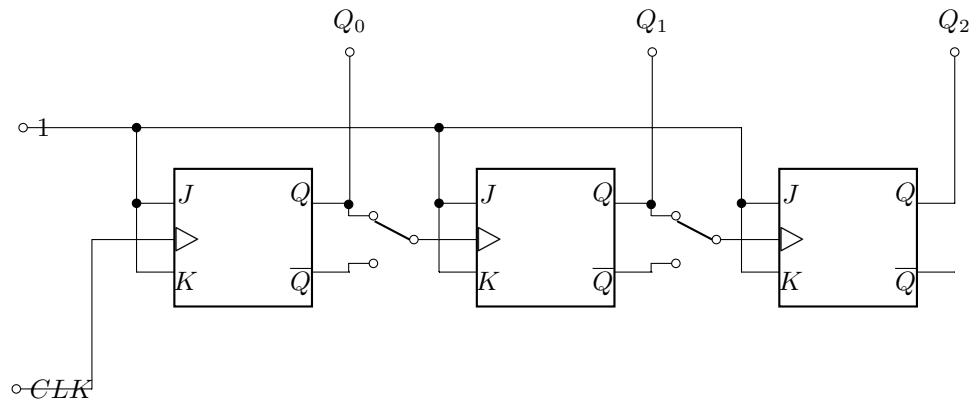 Q₀ Q₁ Q₂
1
J Q J Q J Q
K Q̅ K Q̅ K Q̅
CLK